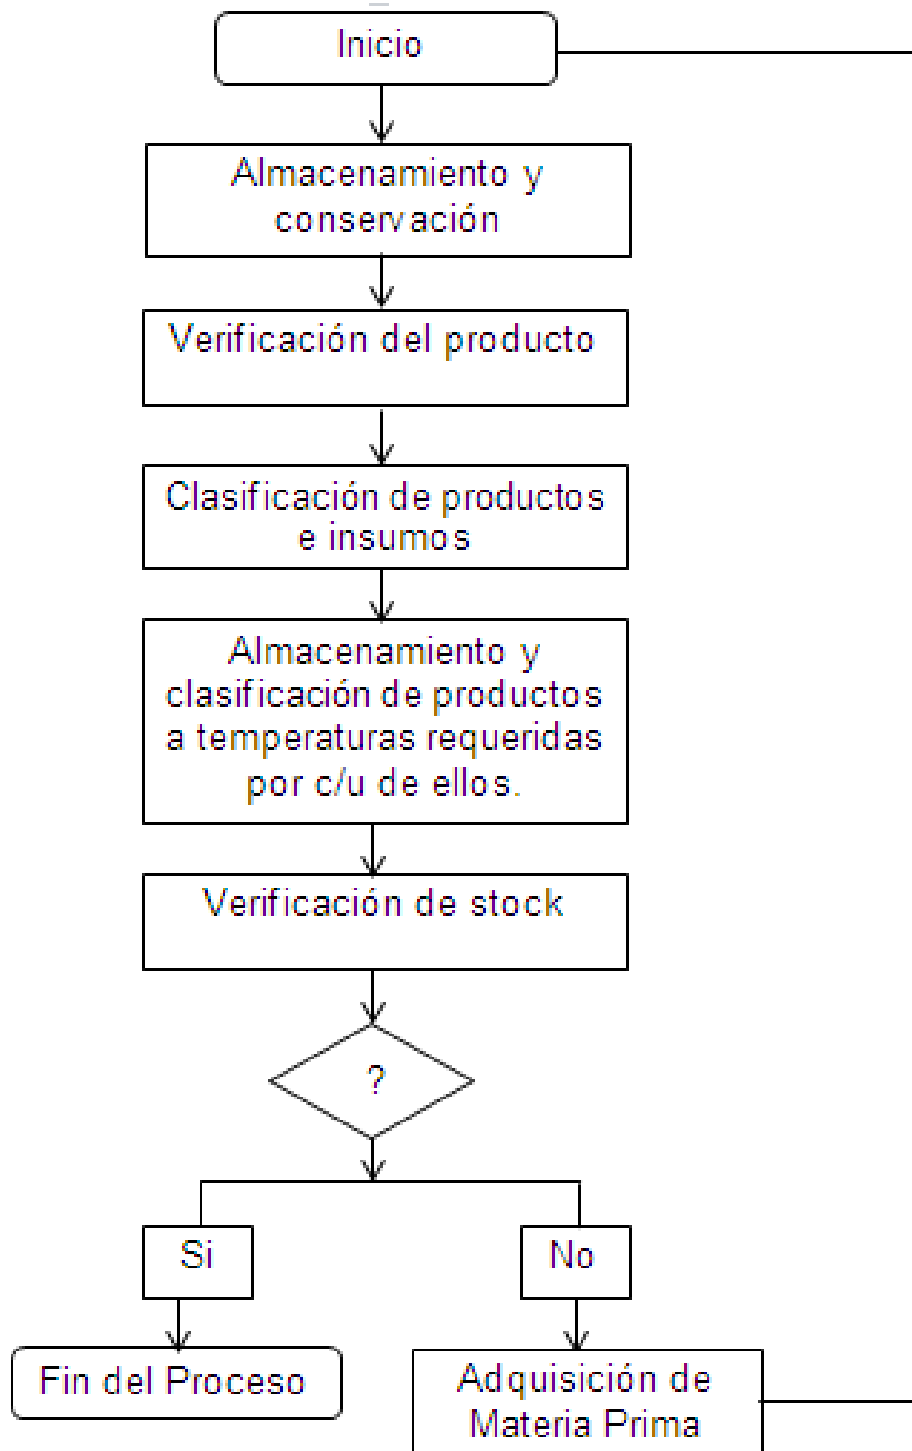 Inicio
Almacenamiento y
conservación
Verificación del producto
Clasificación de productos
e insumos
Almacenamiento y
clasificación de productos
a temperaturas requeridas
por c/u de ellos.
Verificación de stock
?
Si
No
Fin del Proceso
Adquisición de
Materia Prima